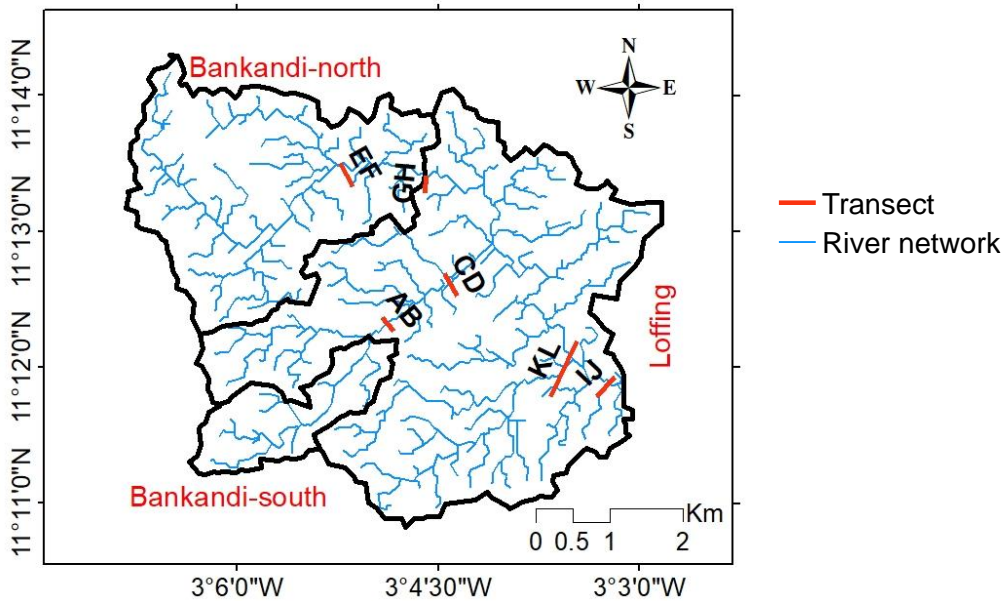 Bankandi-north
N
W E
S
11°14'0"N
11°13'0"N
11°12'0"N
11°11'0"N
EF
HG
CD
AB
KL
IJ
Loffing
Bankandi-south
Transect
River network
Km
0 0.5 1 2
3°6'0"W 3°4'30"W 3°3'0"W